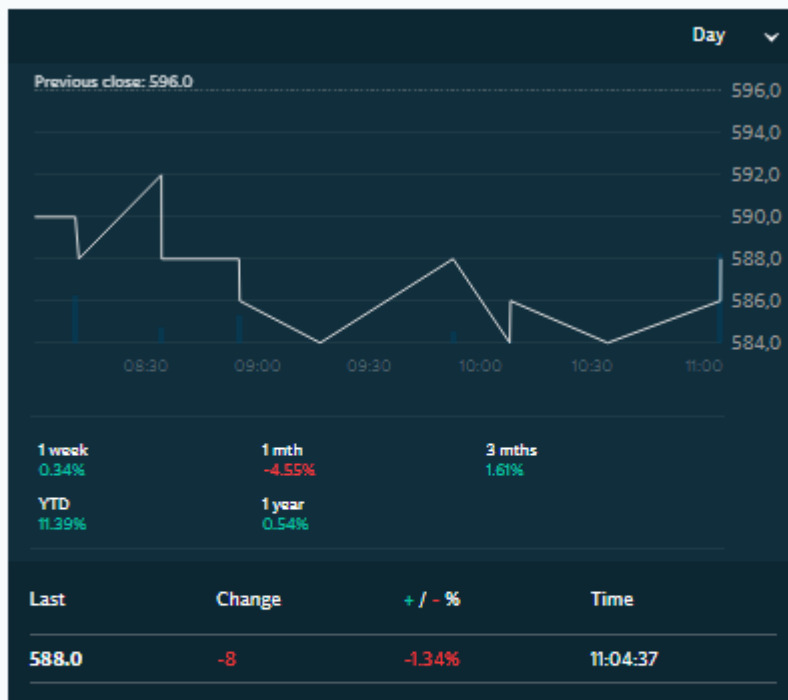 Day
Previous close: 596.0
596,0
594,0
592,0
590,0
588,0
586,0
584,0
08:30 09:00 09:30 10:00 10:30 11:00
1 week 1 mth 3 mths
0.34% -4.55% 1.61%
YTD 1 year
11.39% 0.54%
Last Change + / - % Time
588.0 -8 -1.34% 11:04:37